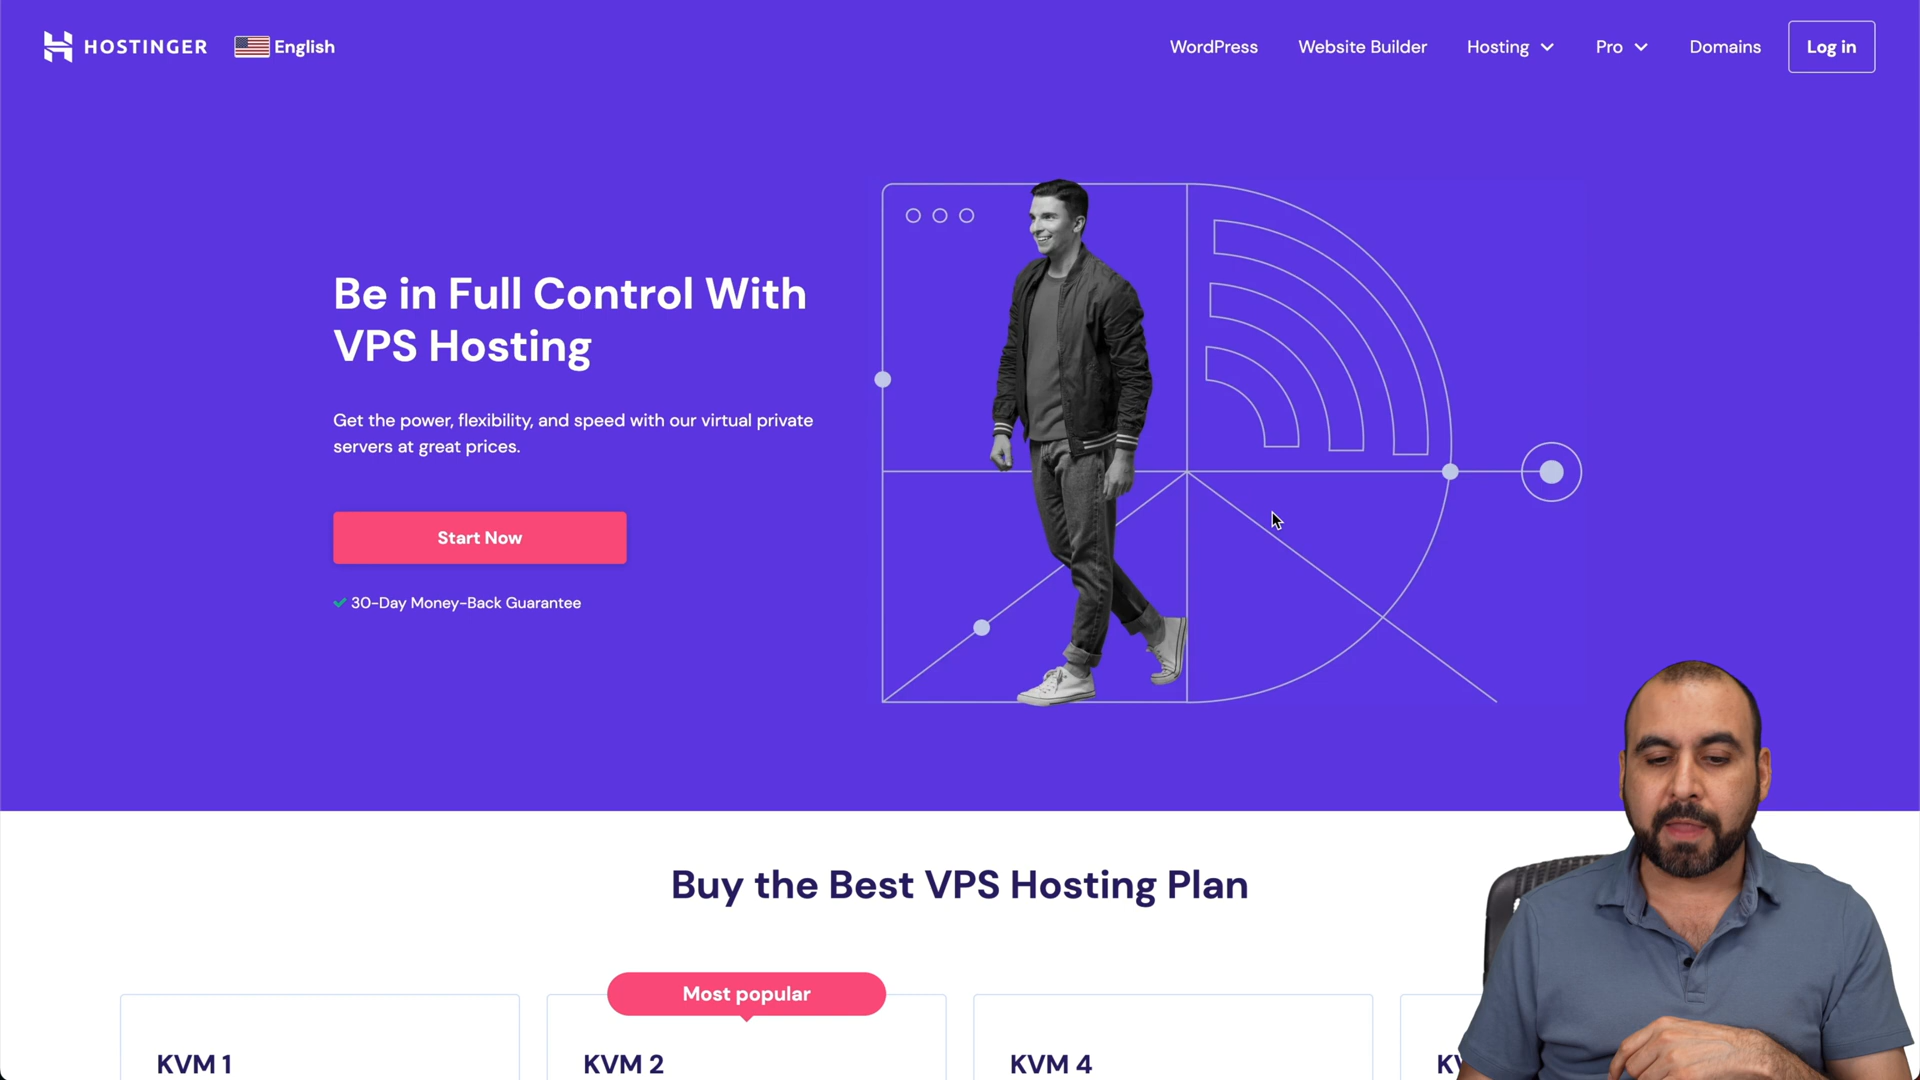 HOSTINGER
English
WordPress
Website Builder
Hosting
Pro
Domains
Log in
Be in Full Control With
VPS Hosting
Get the power, flexibility, and speed with our virtual private
servers at great prices.
Start Now
30-Day Money-Back Guarantee
Buy the Best VPS Hosting Plan
Most popular
KVM 1
KVM 2
KVM 4